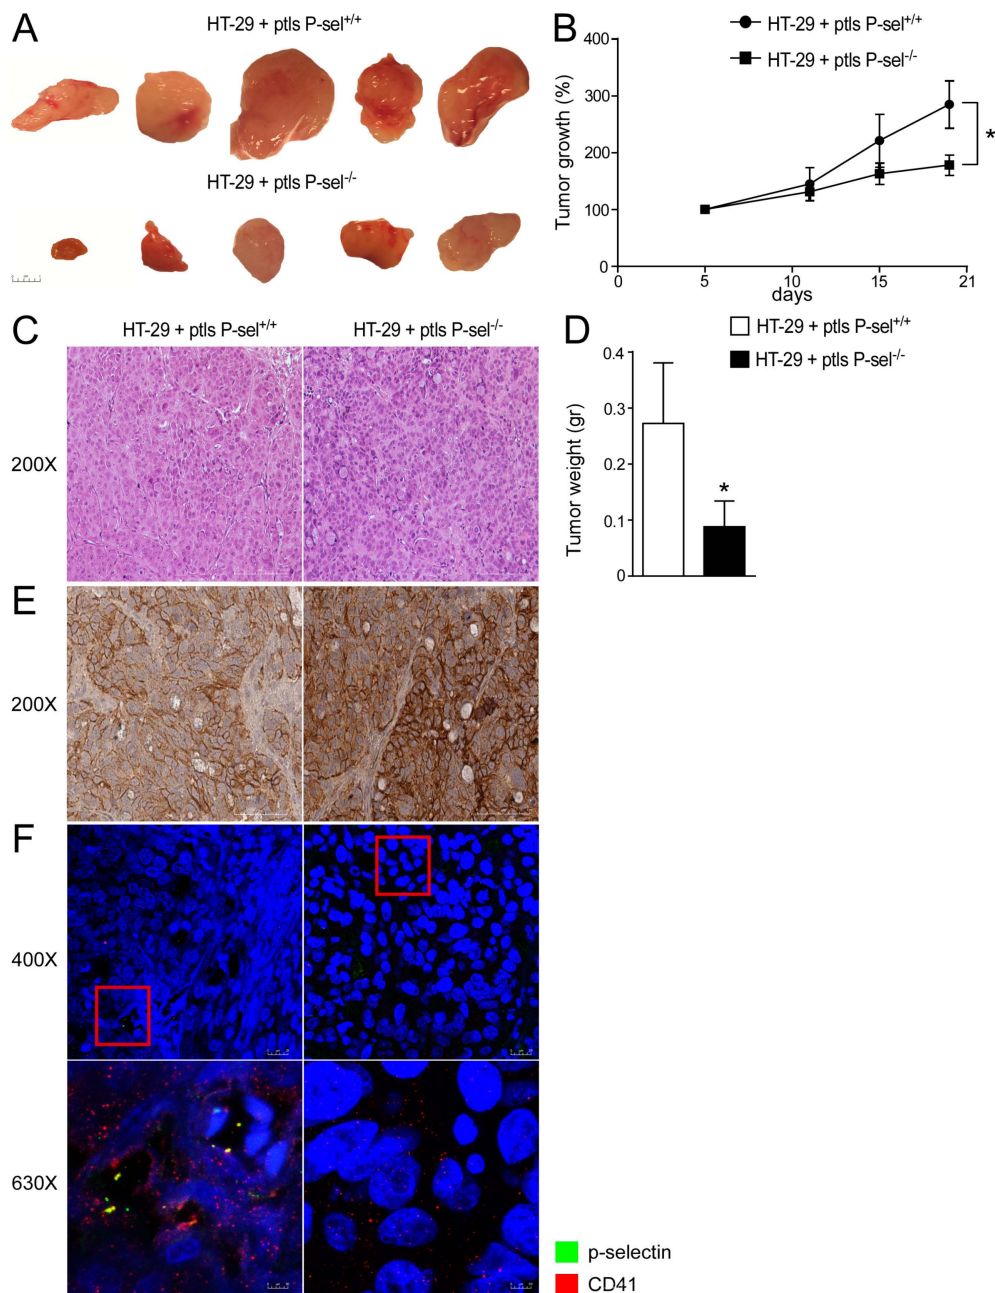 A
HT-29 + ptls P-sel+/+
HT-29 + ptls P-sel-/-
B
HT-29 + ptls P-sel+/+
HT-29 + ptls P-sel-/-
Tumor growth (%)
400
300
200
100
0
*
0 5 10 15 21
days
C
HT-29 + ptls P-sel+/+
HT-29 + ptls P-sel-/-
200X
D
HT-29 + ptls P-sel+/+
HT-29 + ptls P-sel-/-
Tumor weight (gr)
0.4
0.3
0.2
0.1
0
*
E
200X
F
400X
630X
p-selectin
CD41